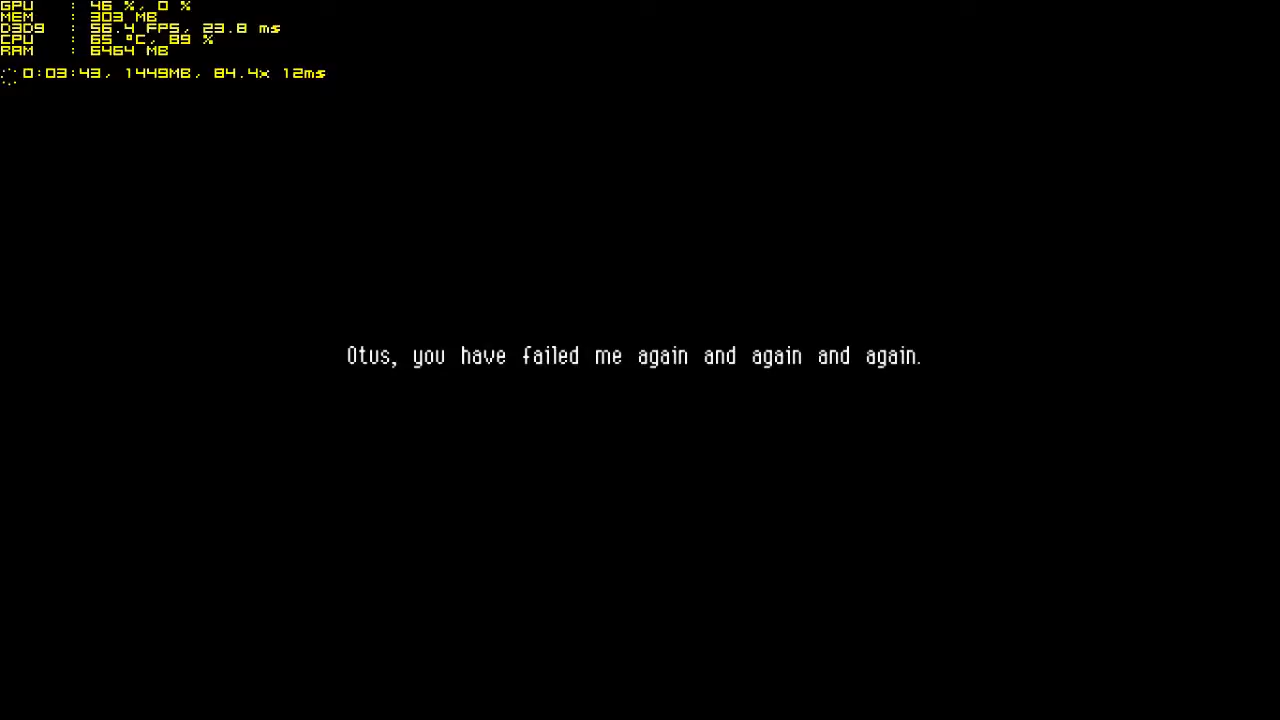 GPU : 46 %, 0 %
MEM : 303 MB
D3D9 : 56.4 FPS, 23.8 ms
CPU : 65 °C, 89 %
RAM : 6464 MB
0:03:43, 1449MB, 84.4x 12ms
Otus, you have failed me again and again and again.